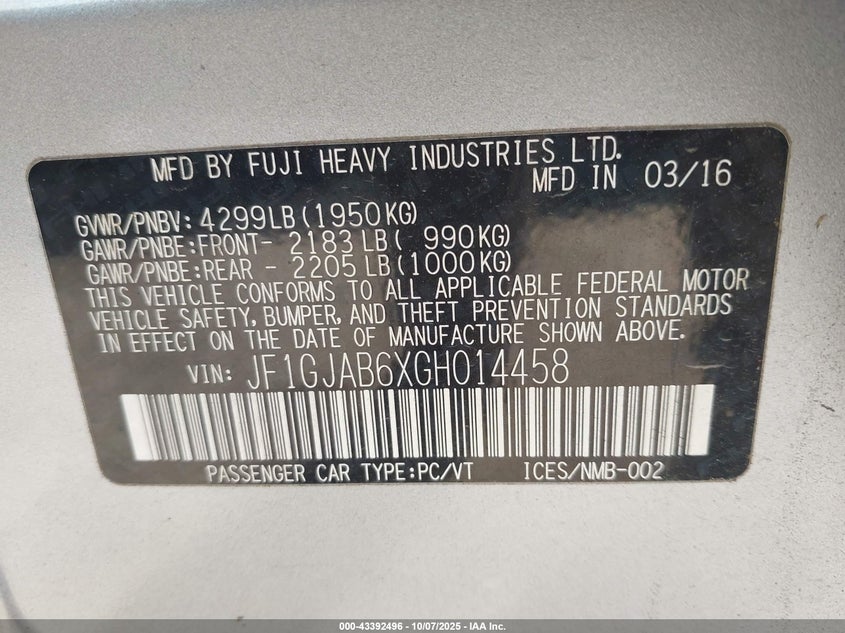 MFD BY FUJI HEAVY INDUSTRIES LTD.
MFD IN 03/16
GVWR/PNBV: 4299LB(1950KG)
GAWR/PNBE:FRONT- 2183LB( 990KG)
GAWR/PNBE:REAR - 2205LB(1000KG)
THIS VEHICLE CONFORMS TO ALL APPLICABLE FEDERAL MOTOR
VEHICLE SAFETY, BUMPER, AND THEFT PREVENTION STANDARDS
IN EFFECT ON THE DATE OF MANUFACTURE SHOWN ABOVE.
VIN: JF1GJAB6XGH014458
PASSENGER CAR TYPE:PC/VT ICES/NMB-002
000-43392496 - 10/07/2025 - IAA Inc.